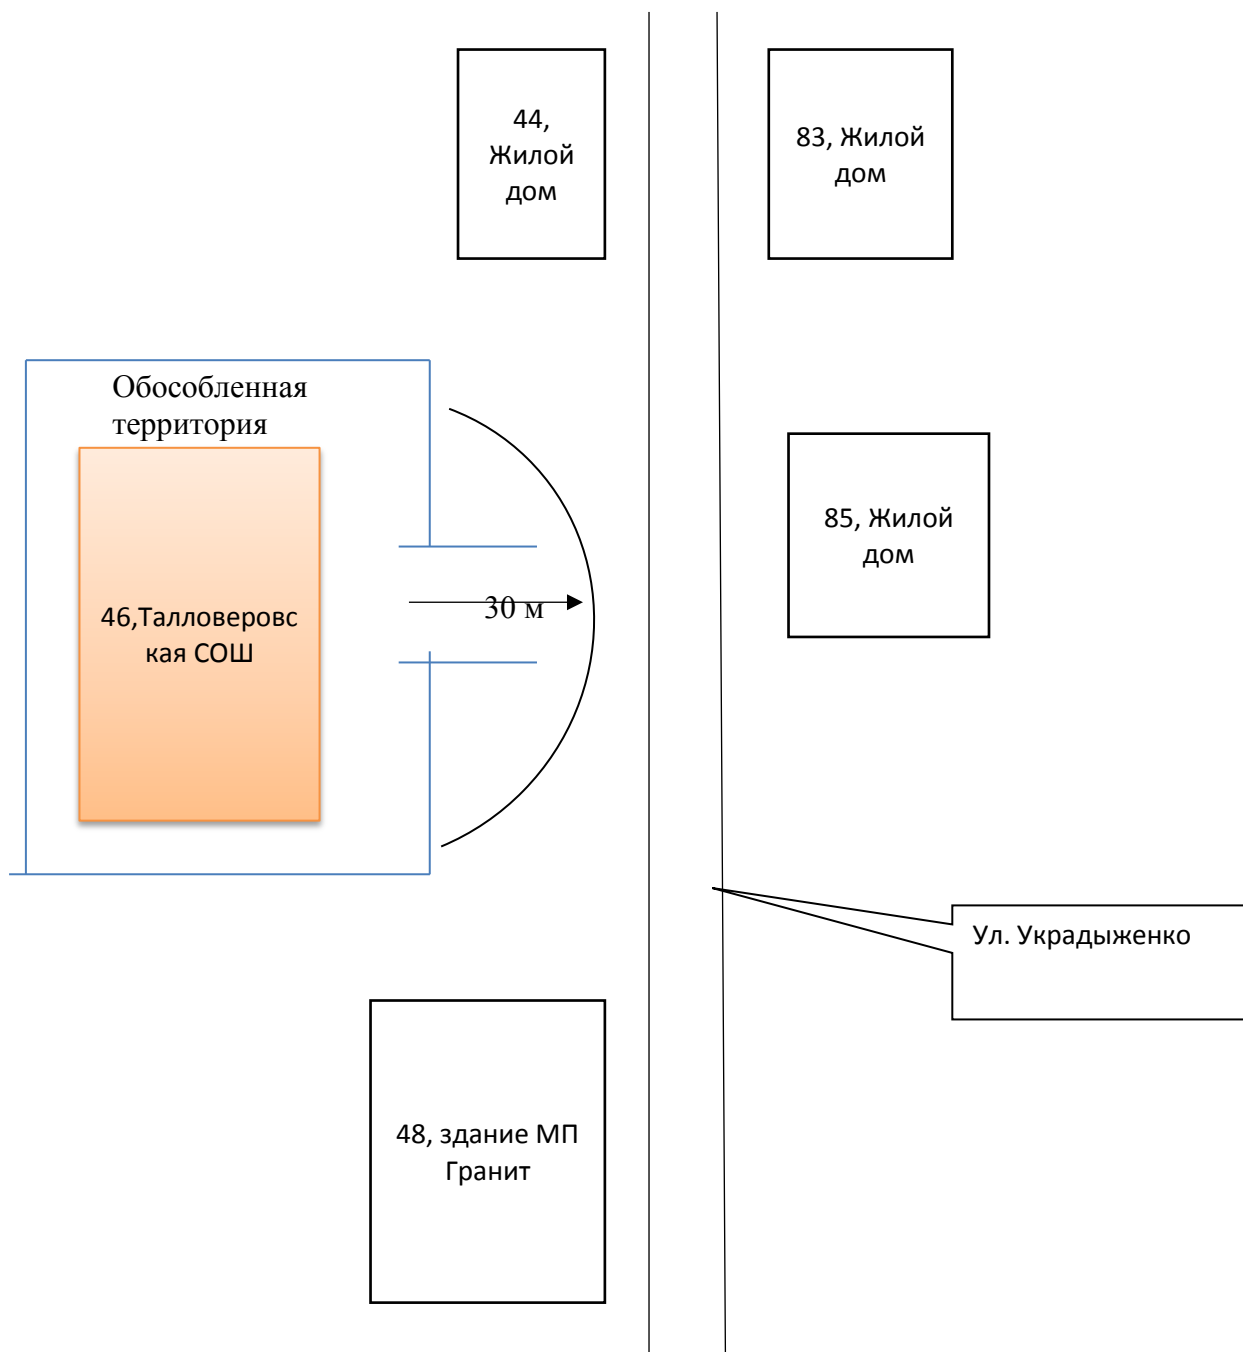 44,
Жилой
дом
83, Жилой
дом
Обособленная
территория
85, Жилой
дом
46,Талловеровс
кая СОШ
30 м
Ул. Украдыженко
48, здание МП
Гранит